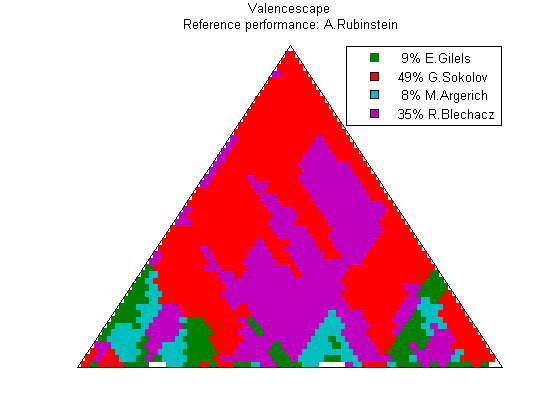 Valencescape
Reference performance: A.Rubinstein
9% E.Gilels
49% G.Sokolov
8% M.Argerich
35% R.Blechacz